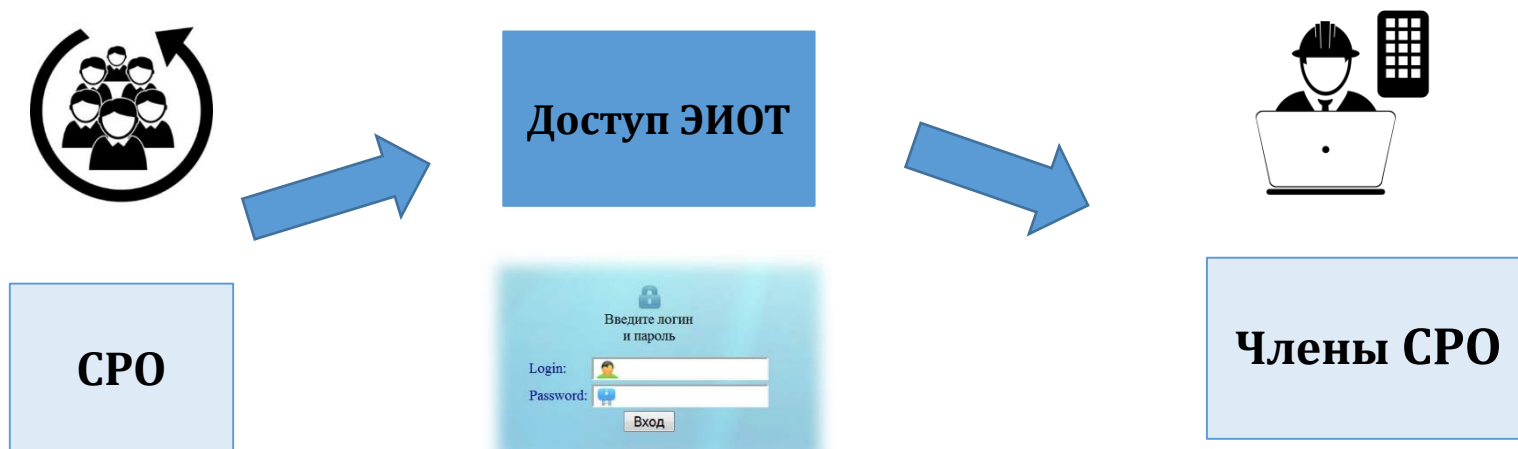 Доступ ЭИОТ
СРО
Введите логин
и пароль
Login:
Password:
Вход
Члены СРО